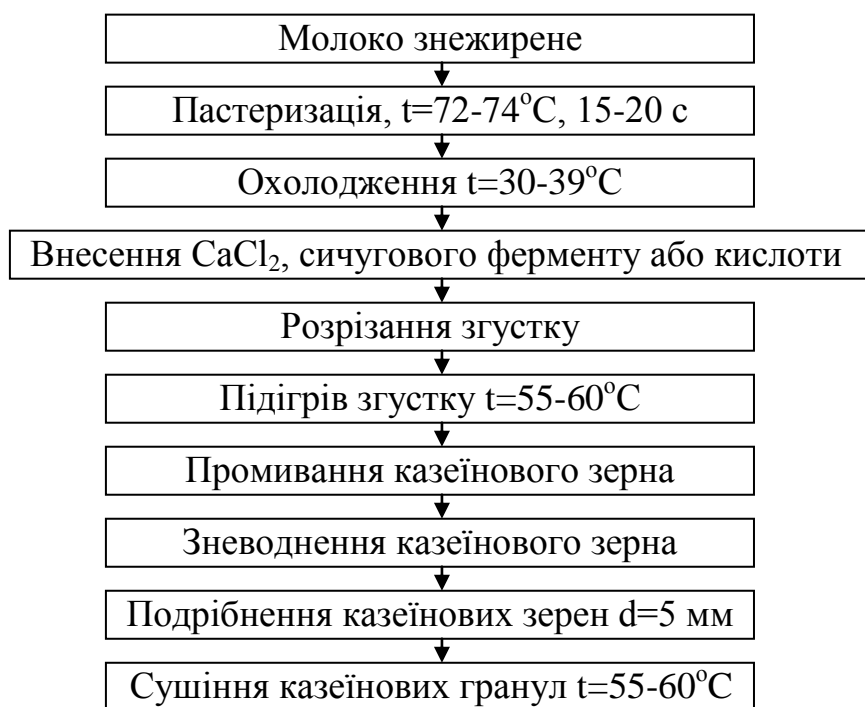 Молоко знежирене
Пастеризація, t=72-74°C, 15-20 с
Охолодження t=30-39°C
Внесення CaCl₂, сичугового ферменту або кислоти
Розрізання згустку
Підігрів згустку t=55-60°C
Промивання казеїнового зерна
Зневоднення казеїнового зерна
Подрібнення казеїнових зерен d=5 мм
Сушіння казеїнових гранул t=55-60°C